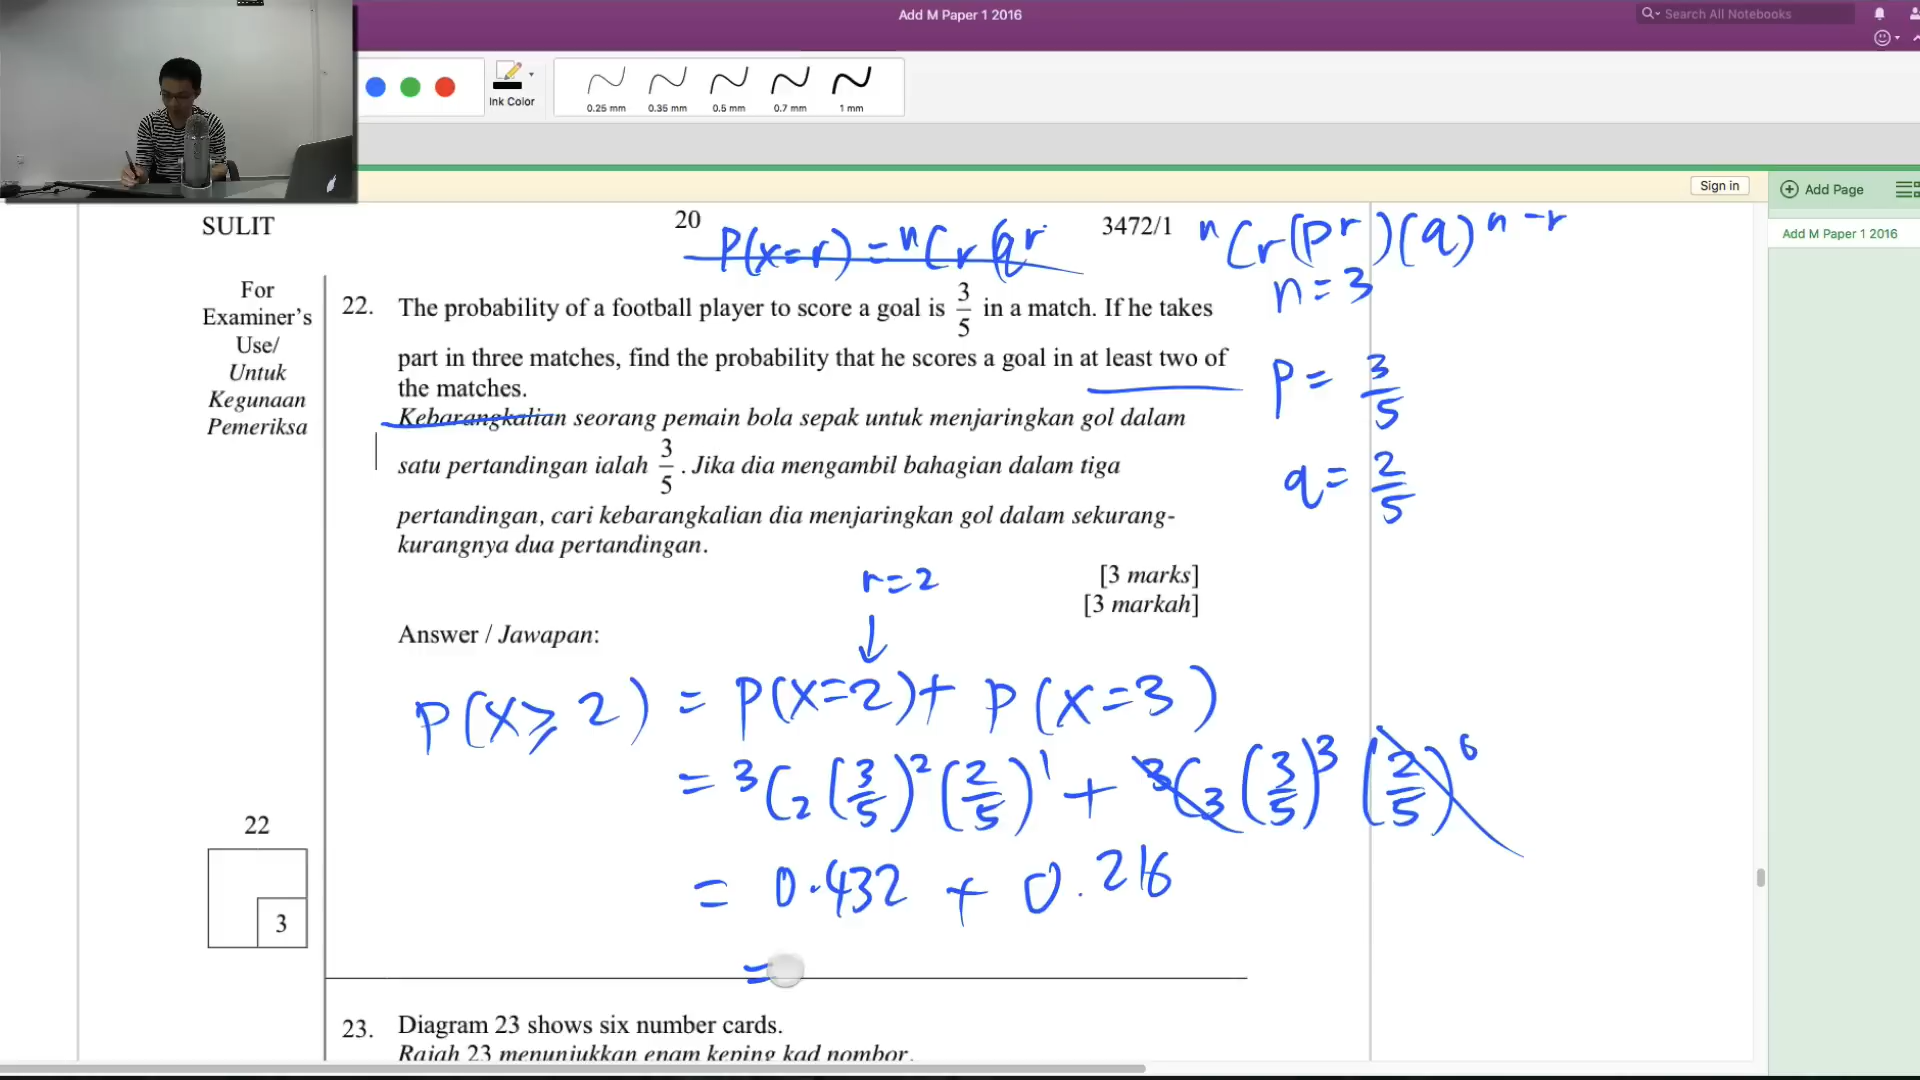 Add M Paper 1 2016
Search All Notebooks
Ink Color
0.25 mm 0.35 mm 0.5 mm 0.7 mm 1 mm
Sign in
Add Page
Add M Paper 1 2016
SULIT 20 3472/1
P(x=r) = nCr (qr
nCr(p^r)(q)^n-r
n=3
For
Examiner's
Use/
Untuk
Kegunaan
Pemeriksa
22. The probability of a football player to score a goal is 3/5 in a match. If he takes
part in three matches, find the probability that he scores a goal in at least two of
the matches.
Kebarangkalian seorang pemain bola sepak untuk menjaringkan gol dalam
satu pertandingan ialah 3/5 . Jika dia mengambil bahagian dalam tiga
pertandingan, cari kebarangkalian dia menjaringkan gol dalam sekurang-
kurangnya dua pertandingan.
p= 3/5
q= 2/5
[3 marks]
[3 markah]
r=2
Answer / Jawapan:
P(X⩾2) = P(X=2)+ P(X=3)
= 3C2 (3/5)^2 (2/5)^1 + 3C3 (3/5)^3 (2/5)^0
= 0.432 + 0.216
=
22
3
23. Diagram 23 shows six number cards.
Rajah 23 menunjukkan enam keping kad nombor.